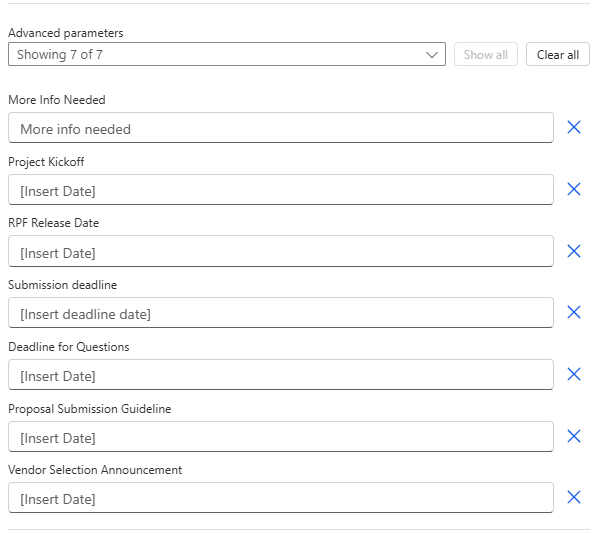 Advanced parameters
Showing 7 of 7
Show all
Clear all
More Info Needed
More info needed
Project Kickoff
[Insert Date]
RPF Release Date
[Insert Date]
Submission deadline
[Insert deadline date]
Deadline for Questions
[Insert Date]
Proposal Submission Guideline
[Insert Date]
Vendor Selection Announcement
[Insert Date]